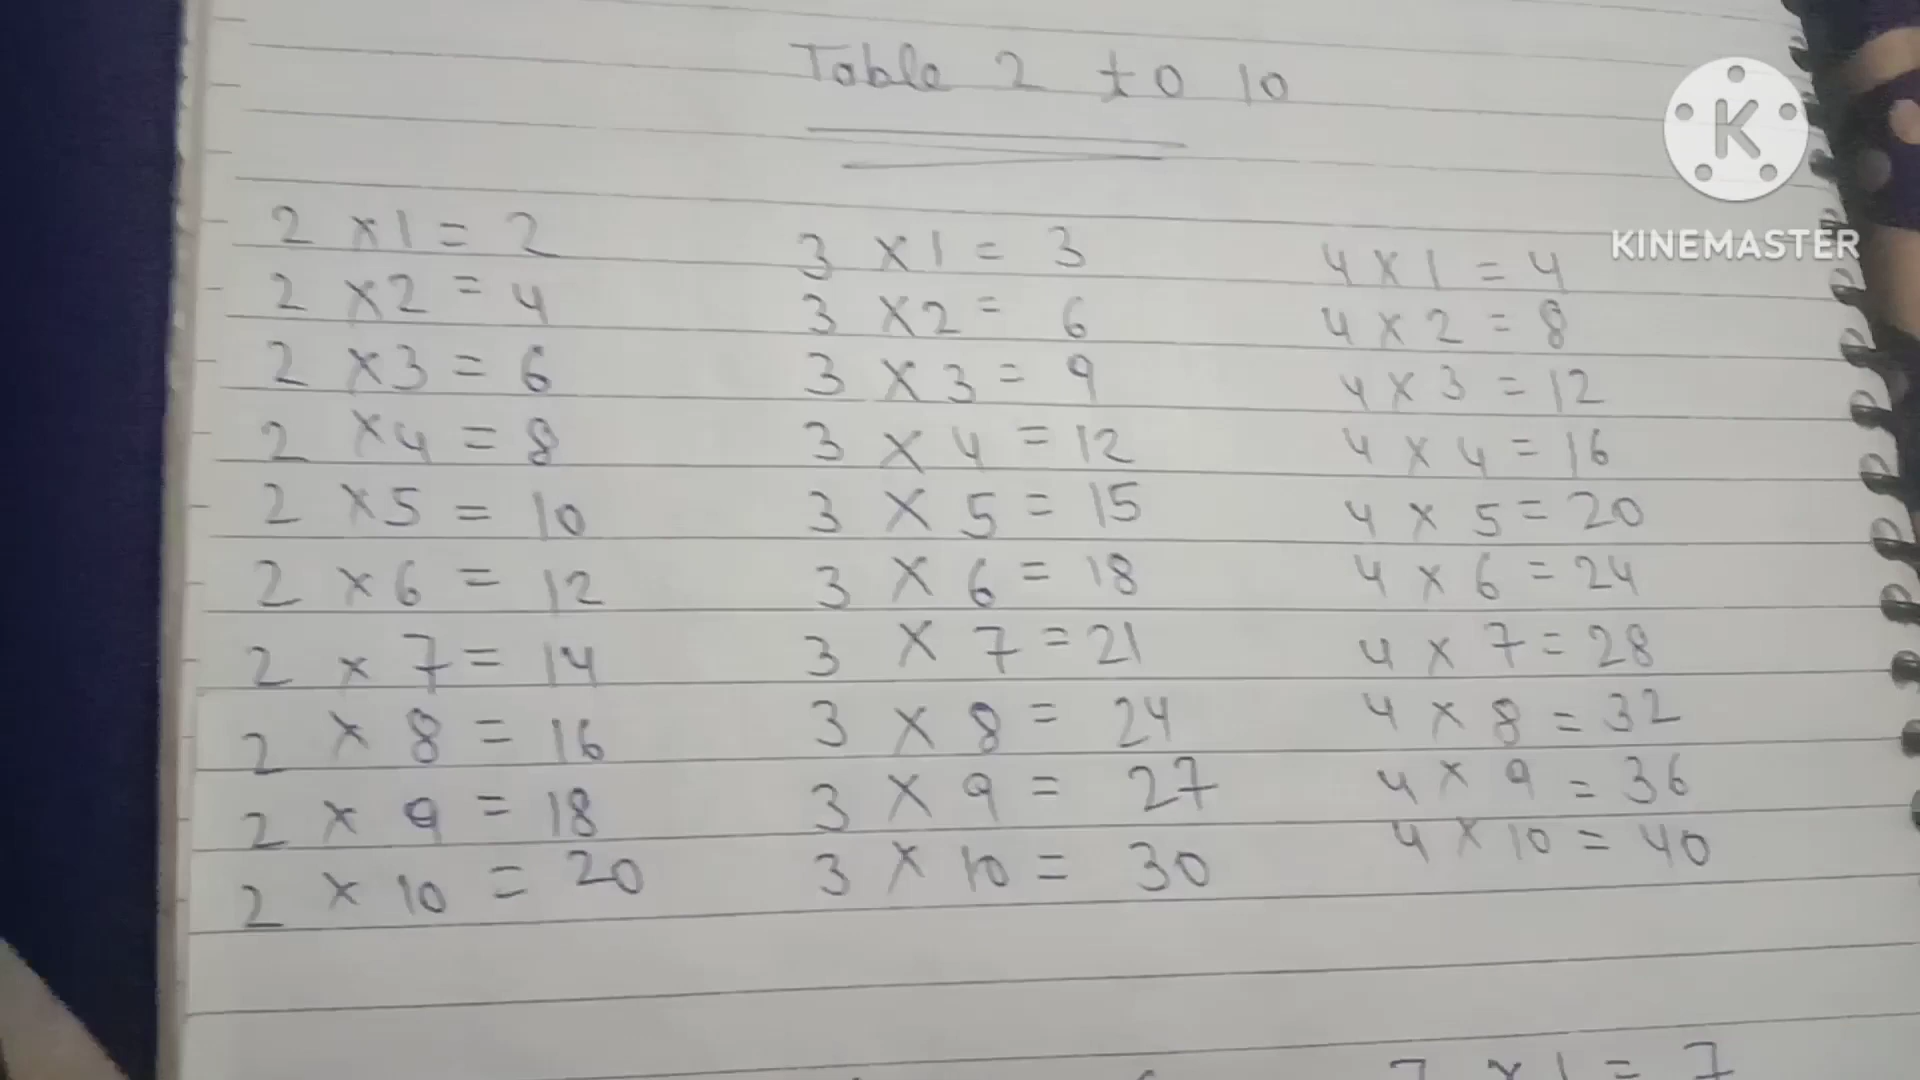 Table 2 to 10
KINEMASTER
2 x 1 = 2
2 x 2 = 4
2 x 3 = 6
2 x 4 = 8
2 x 5 = 10
2 x 6 = 12
2 x 7 = 14
2 x 8 = 16
2 x 9 = 18
2 x 10 = 20
3 x 1 = 3
3 x 2 = 6
3 x 3 = 9
3 x 4 = 12
3 x 5 = 15
3 x 6 = 18
3 x 7 = 21
3 x 8 = 24
3 x 9 = 27
3 x 10 = 30
4 x 1 = 4
4 x 2 = 8
4 x 3 = 12
4 x 4 = 16
4 x 5 = 20
4 x 6 = 24
4 x 7 = 28
4 x 8 = 32
4 x 9 = 36
4 x 10 = 40
7 x 1 = 7